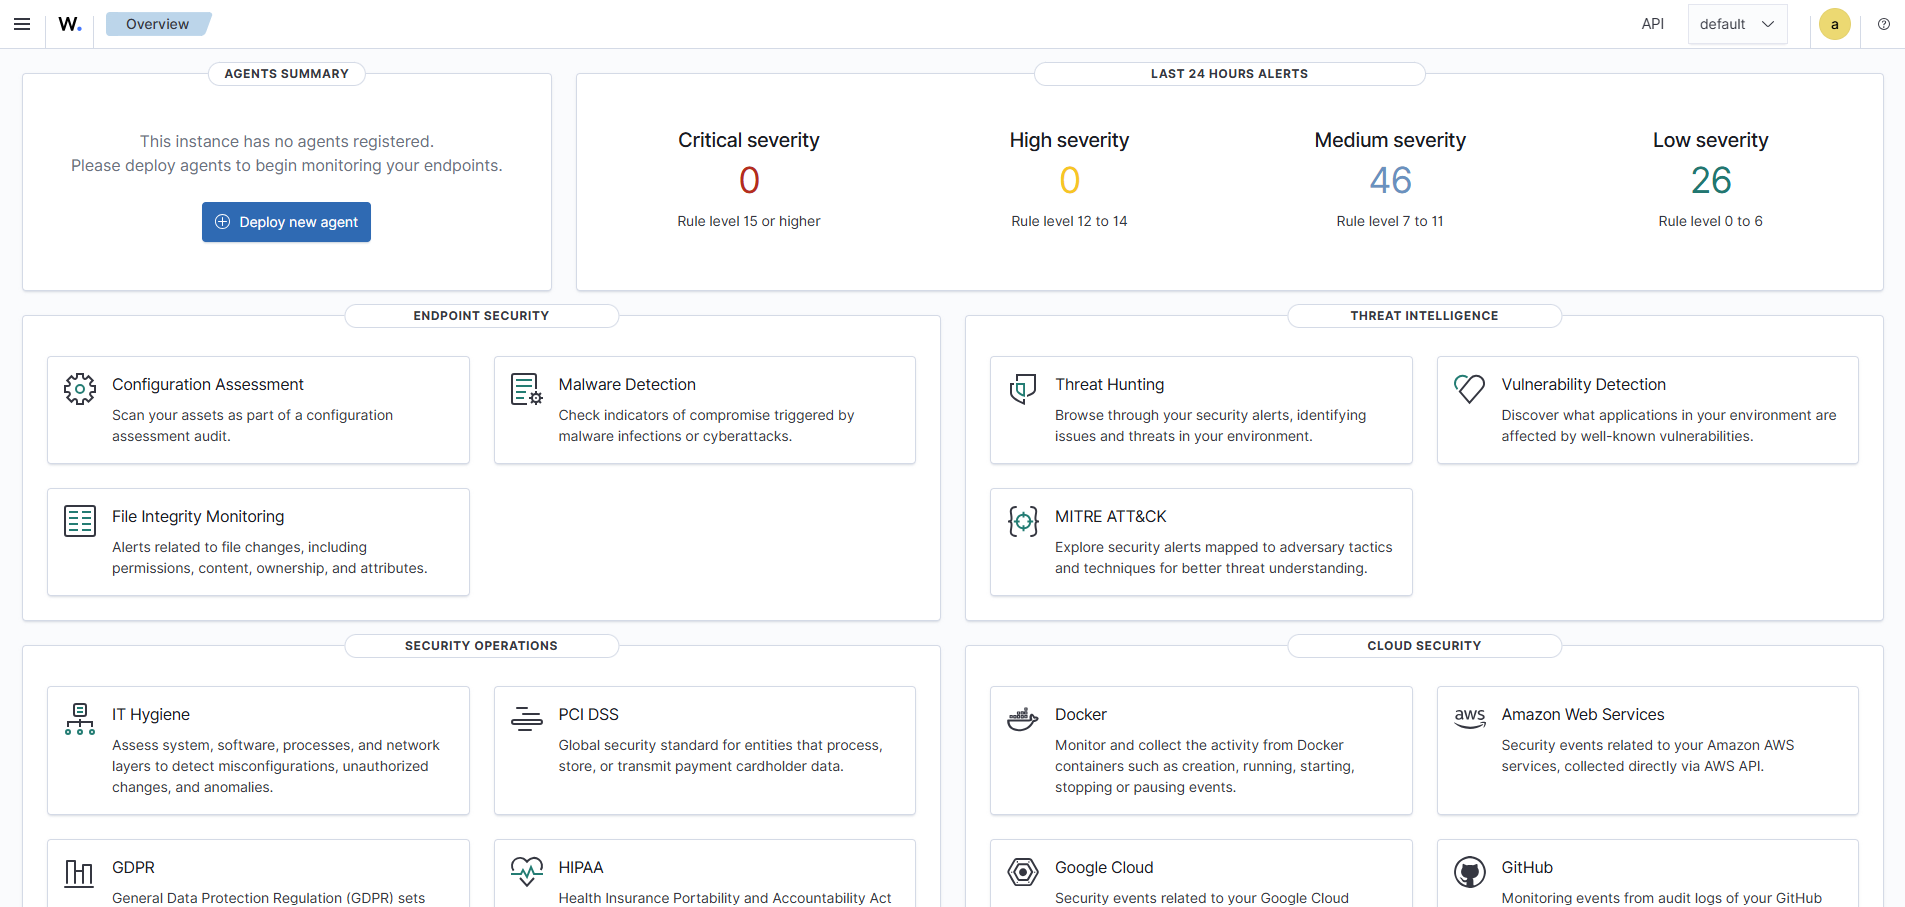 W.
Overview
API
default
a
AGENTS SUMMARY
This instance has no agents registered.
Please deploy agents to begin monitoring your endpoints.
Deploy new agent
LAST 24 HOURS ALERTS
Critical severity
0
Rule level 15 or higher
High severity
0
Rule level 12 to 14
Medium severity
46
Rule level 7 to 11
Low severity
26
Rule level 0 to 6
ENDPOINT SECURITY
Configuration Assessment
Scan your assets as part of a configuration
assessment audit.
Malware Detection
Check indicators of compromise triggered by
malware infections or cyberattacks.
File Integrity Monitoring
Alerts related to file changes, including
permissions, content, ownership, and attributes.
THREAT INTELLIGENCE
Threat Hunting
Browse through your security alerts, identifying
issues and threats in your environment.
Vulnerability Detection
Discover what applications in your environment are
affected by well-known vulnerabilities.
MITRE ATT&CK
Explore security alerts mapped to adversary tactics
and techniques for better threat understanding.
SECURITY OPERATIONS
IT Hygiene
Assess system, software, processes, and network
layers to detect misconfigurations, unauthorized
changes, and anomalies.
PCI DSS
Global security standard for entities that process,
store, or transmit payment cardholder data.
GDPR
General Data Protection Regulation (GDPR) sets
HIPAA
Health Insurance Portability and Accountability Act
CLOUD SECURITY
Docker
Monitor and collect the activity from Docker
containers such as creation, running, starting,
stopping or pausing events.
aws
Amazon Web Services
Security events related to your Amazon AWS
services, collected directly via AWS API.
Google Cloud
Security events related to your Google Cloud
GitHub
Monitoring events from audit logs of your GitHub